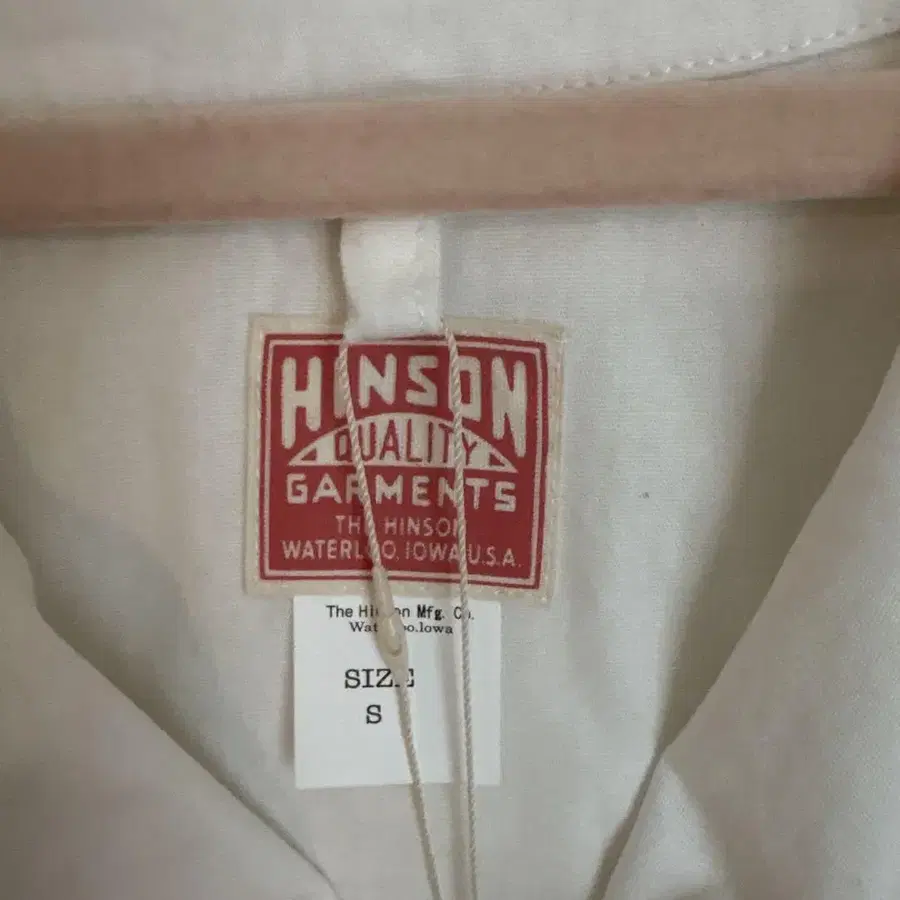 HINSON
QUALITY
GARMENTS
THE HINSON
WATERLOO, IOWA U.S.A.
The Hinson Mfg. Co.
Waterloo.Iowa
SIZE
S